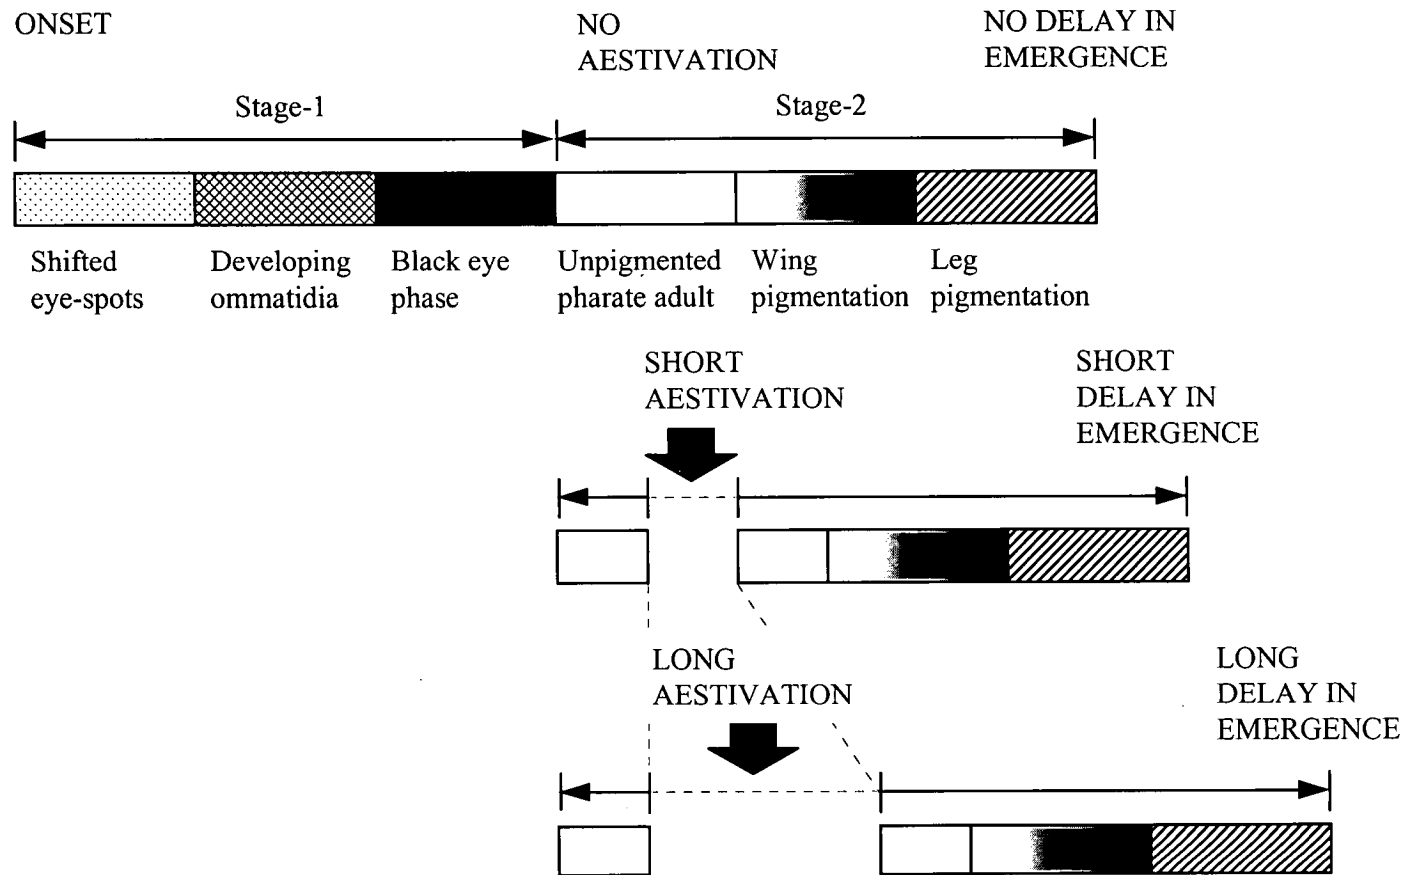 ONSET
NO
AESTIVATION
NO DELAY IN
EMERGENCE
Stage-1
Stage-2
Shifted
eye-spots
Developing
ommatidia
Black eye
phase
Unpigmented
pharate adult
Wing
pigmentation
Leg
pigmentation
SHORT
AESTIVATION
SHORT
DELAY IN
EMERGENCE
LONG
AESTIVATION
LONG
DELAY IN
EMERGENCE